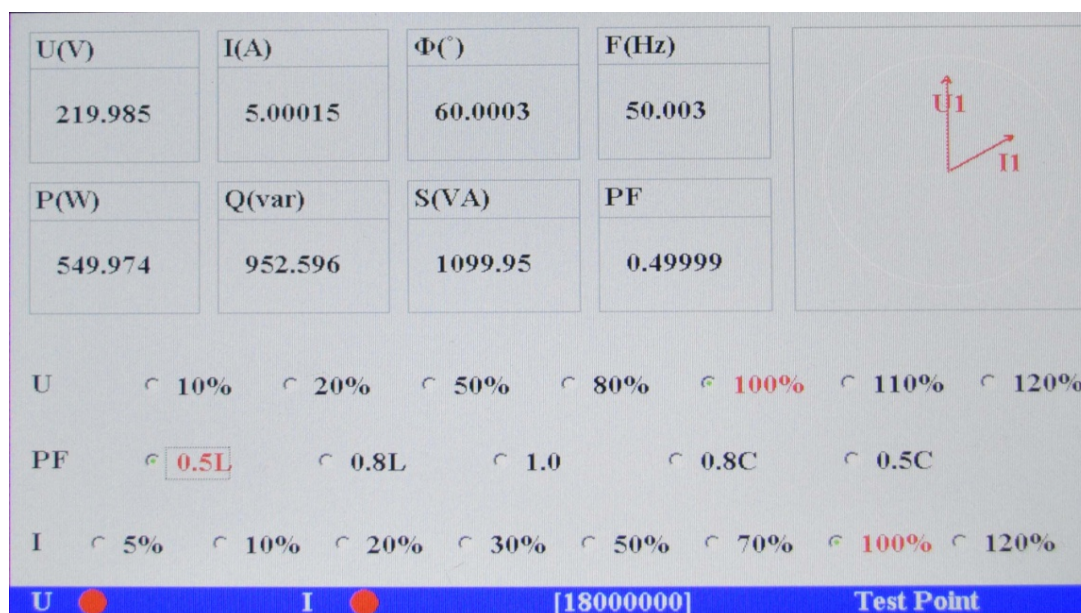 U(V) I(A) Φ(°) F(Hz)
219.985 5.00015 60.0003 50.003
U1
I1
P(W) Q(var) S(VA) PF
549.974 952.596 1099.95 0.49999
U 10% 20% 50% 80% 100% 110% 120%
PF 0.5L 0.8L 1.0 0.8C 0.5C
I 5% 10% 20% 30% 50% 70% 100% 120%
U I [18000000] Test Point